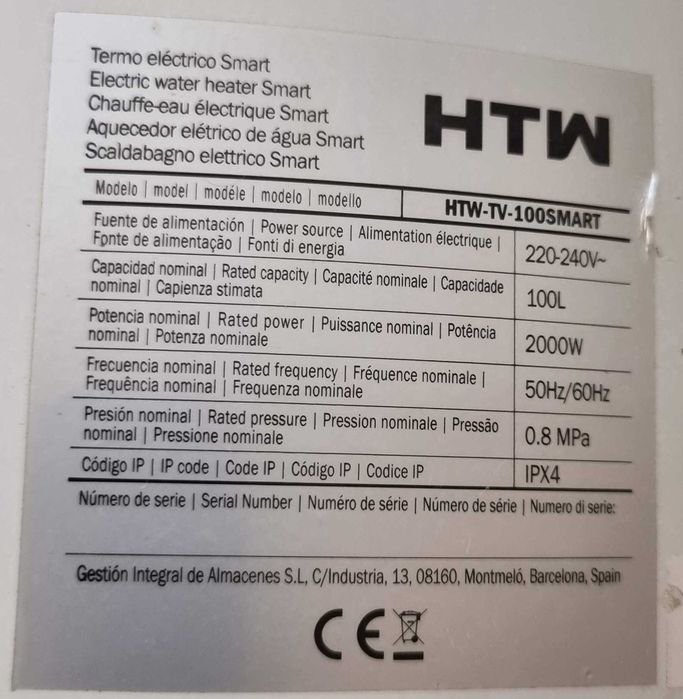 Termo eléctrico Smart
Electric water heater Smart
Chauffe-eau électrique Smart
Aquecedor elétrico de água Smart
Scaldabagno elettrico Smart
HTW
Modelo | model | modéle | modelo | modello
HTW-TV-100SMART
Fuente de alimentación | Power source | Alimentation électrique |
Fonte de alimentação | Fonti di energia
220-240V~
Capacidad nominal | Rated capacity | Capacité nominale | Capacidade
nominal | Capienza stimata
100L
Potencia nominal | Rated power | Puissance nominal | Potência
nominal | Potenza nominale
2000W
Frecuencia nominal | Rated frequency | Fréquence nominale |
Frequência nominal | Frequenza nominale
50Hz/60Hz
Presión nominal | Rated pressure | Pression nominale | Pressão
nominal | Pressione nominale
0.8 MPa
Código IP | IP code | Code IP | Código IP | Codice IP
IPX4
Número de serie | Serial Number | Numéro de série | Número de série | Numero di serie:
Gestión Integral de Almacenes S.L, C/Industria, 13, 08160, Montmeló, Barcelona, Spain
CE